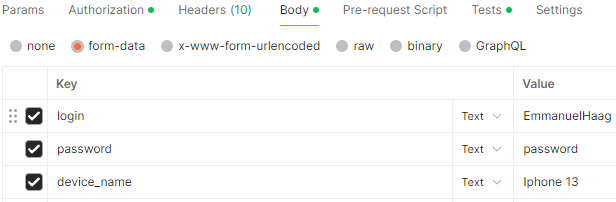 Params Authorization Headers (10) Body Pre-request Script Tests Settings
none form-data x-www-form-urlencoded raw binary GraphQL
Key Value
login Text EmmanuelHaag
password Text password
device_name Text Iphone 13